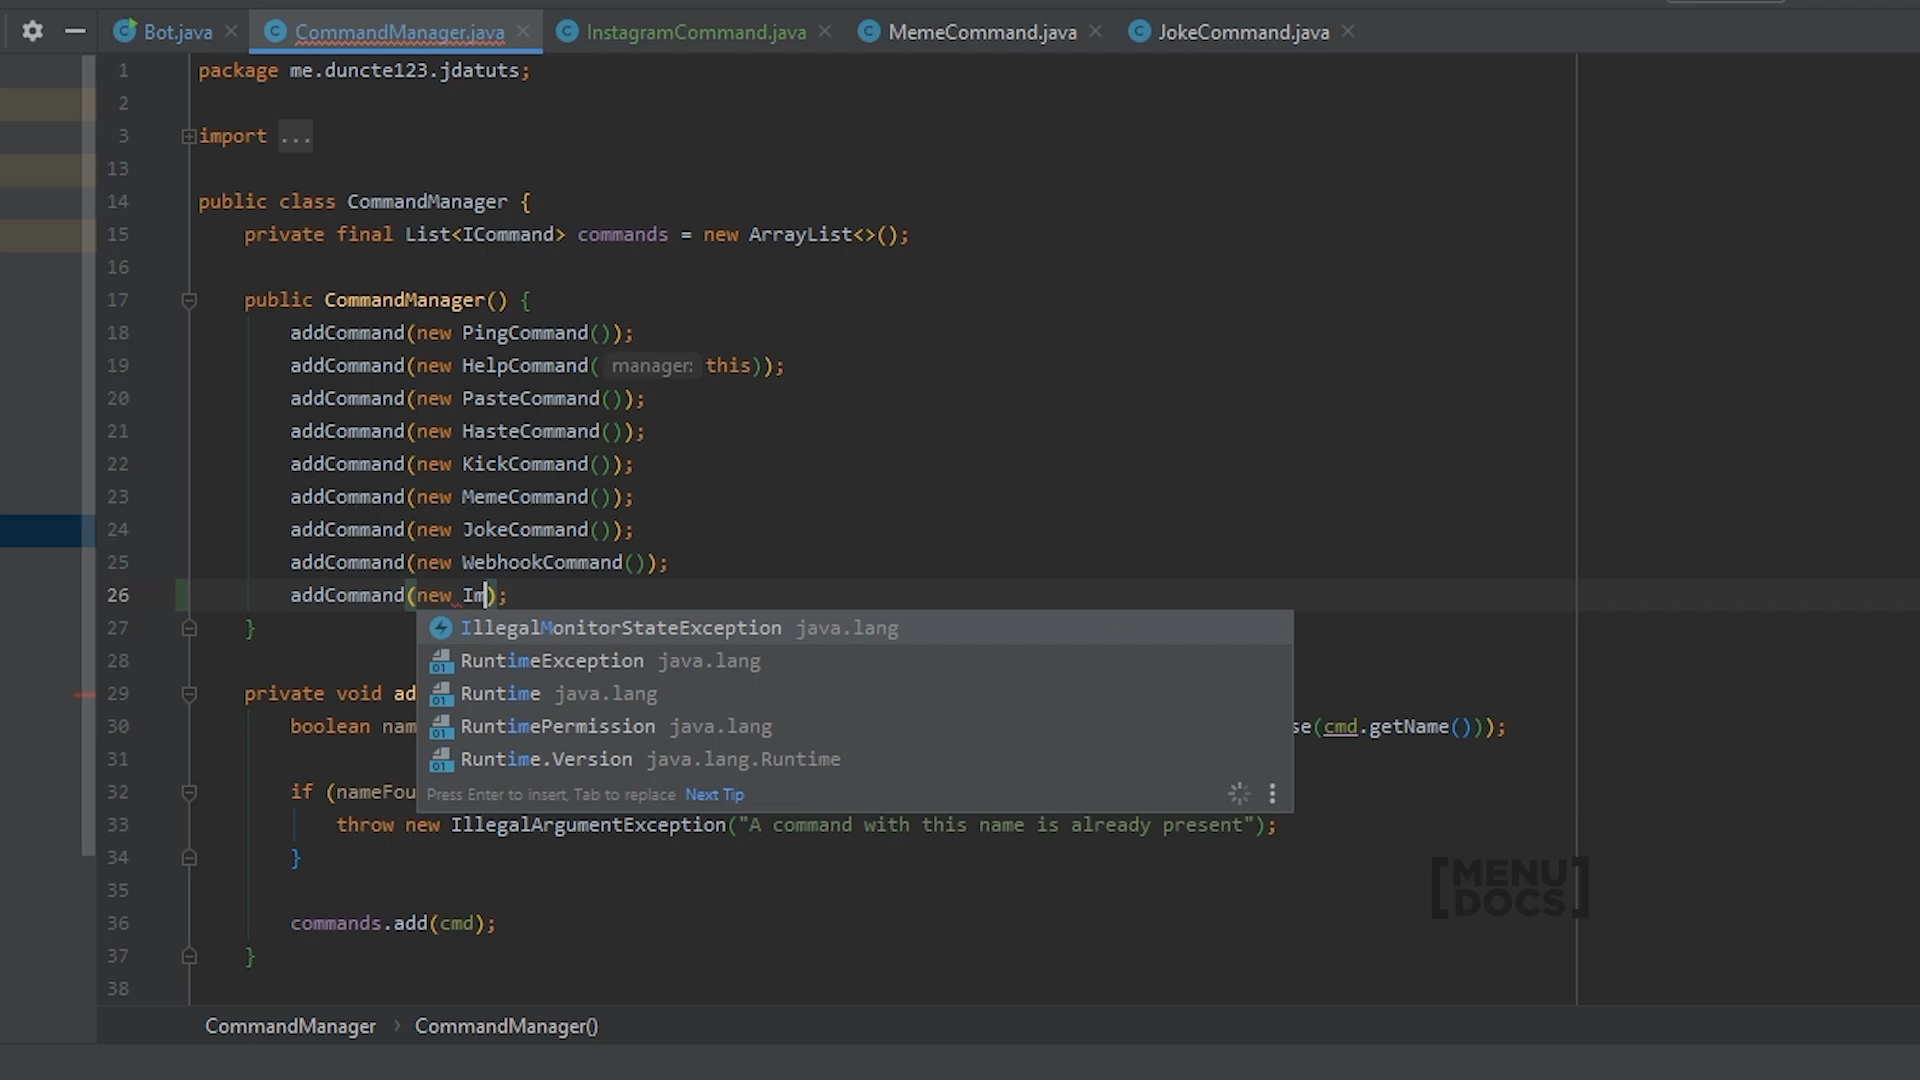 Bot.java
CommandManager.java
InstagramCommand.java
MemeCommand.java
JokeCommand.java
1 package me.duncte123.jdatuts;
2
3 import ...
13
14 public class CommandManager {
15 private final List<ICommand> commands = new ArrayList<>();
16
17 public CommandManager() {
18 addCommand(new PingCommand());
19 addCommand(new HelpCommand( manager: this));
20 addCommand(new PasteCommand());
21 addCommand(new HasteCommand());
22 addCommand(new KickCommand());
23 addCommand(new MemeCommand());
24 addCommand(new JokeCommand());
25 addCommand(new WebhookCommand());
26 addCommand(new Im);
27 }
IllegalMonitorStateException java.lang
28
RuntimeException java.lang
29 private void ad
Runtime java.lang
30 boolean nam
RuntimePermission java.lang
se(cmd.getName()));
31
Runtime.Version java.lang.Runtime
32 if (nameFou
Press Enter to insert, Tab to replace Next Tip
33 throw new IllegalArgumentException("A command with this name is already present");
34 }
35
36 commands.add(cmd);
37 }
38
[MENU
DOCS]
CommandManager › CommandManager()